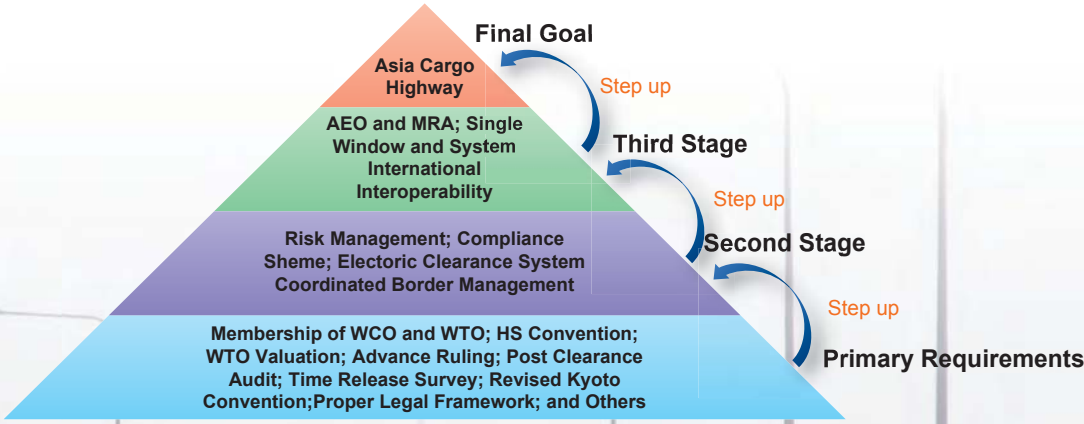 Final Goal
Asia Cargo
Highway
Step up
AEO and MRA; Single
Window and System
International
Interoperability
Third Stage
Step up
Risk Management; Compliance
Sheme; Electoric Clearance System
Coordinated Border Management
Second Stage
Step up
Membership of WCO and WTO; HS Convention;
WTO Valuation; Advance Ruling; Post Clearance
Audit; Time Release Survey; Revised Kyoto
Convention;Proper Legal Framework; and Others
Primary Requirements